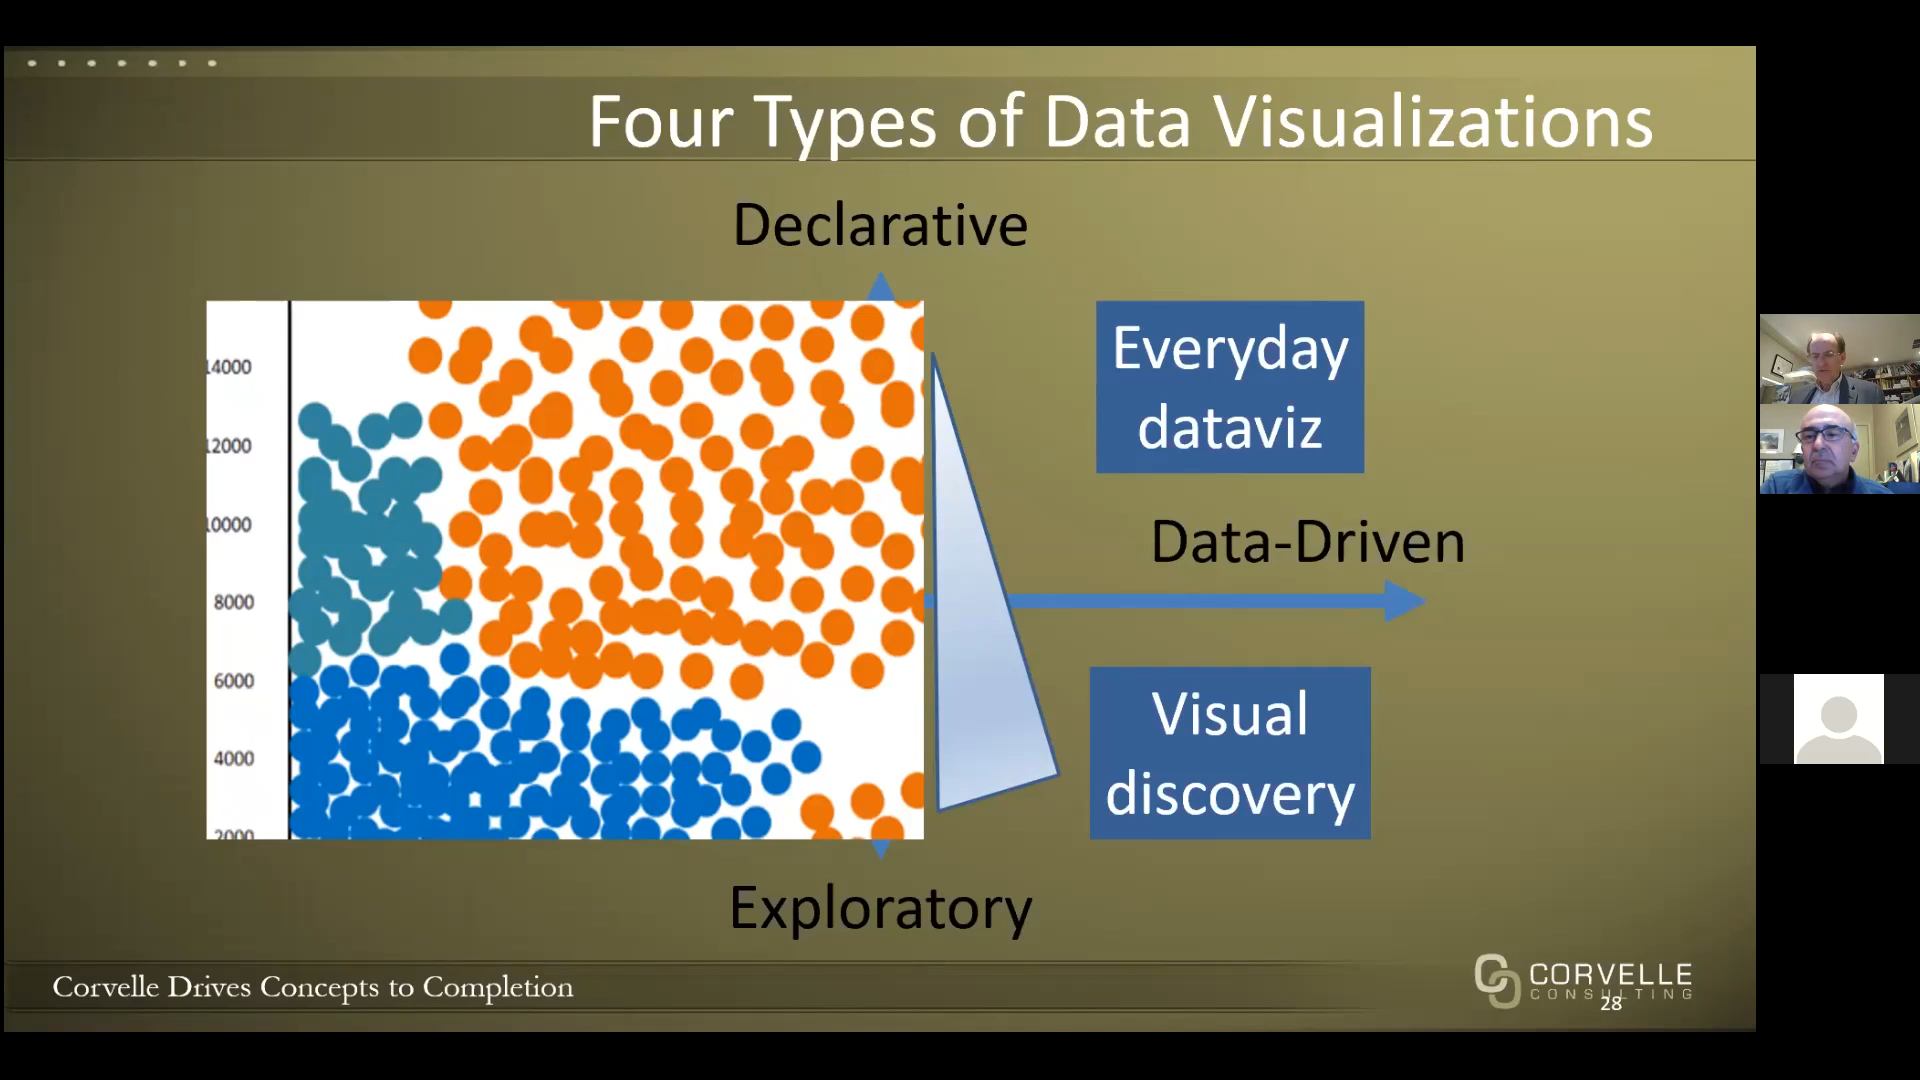 Four Types of Data Visualizations
Declarative
14000
12000
10000
8000
6000
4000
2000
Everyday
dataviz
Data-Driven
Visual
discovery
Exploratory
Corvelle Drives Concepts to Completion
CORVELLE
CONSULTING
28